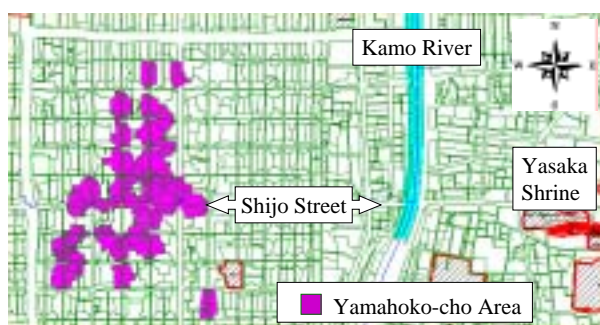 Kamo River
N
W E
S
Yasaka
Shrine
Shijo Street
Yamahoko-cho Area